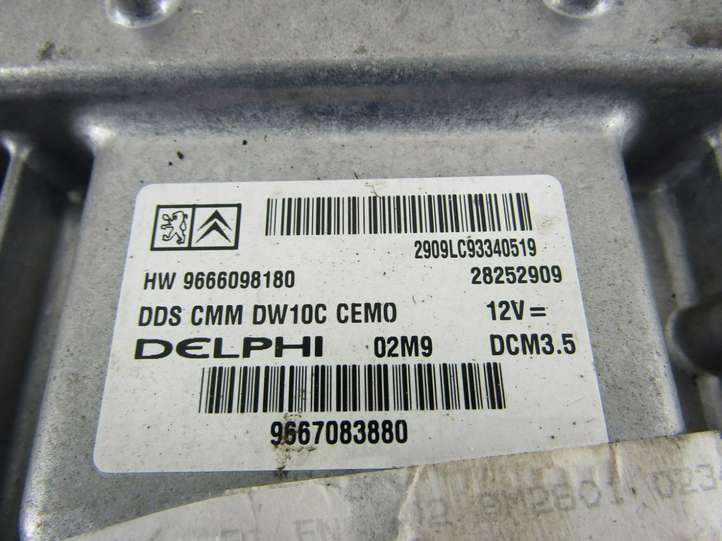 2909LC93340519
HW 9666098180 28252909
DDS CMM DW10C CEMO 12V=
DELPHI 02M9 DCM3.5
9667083880